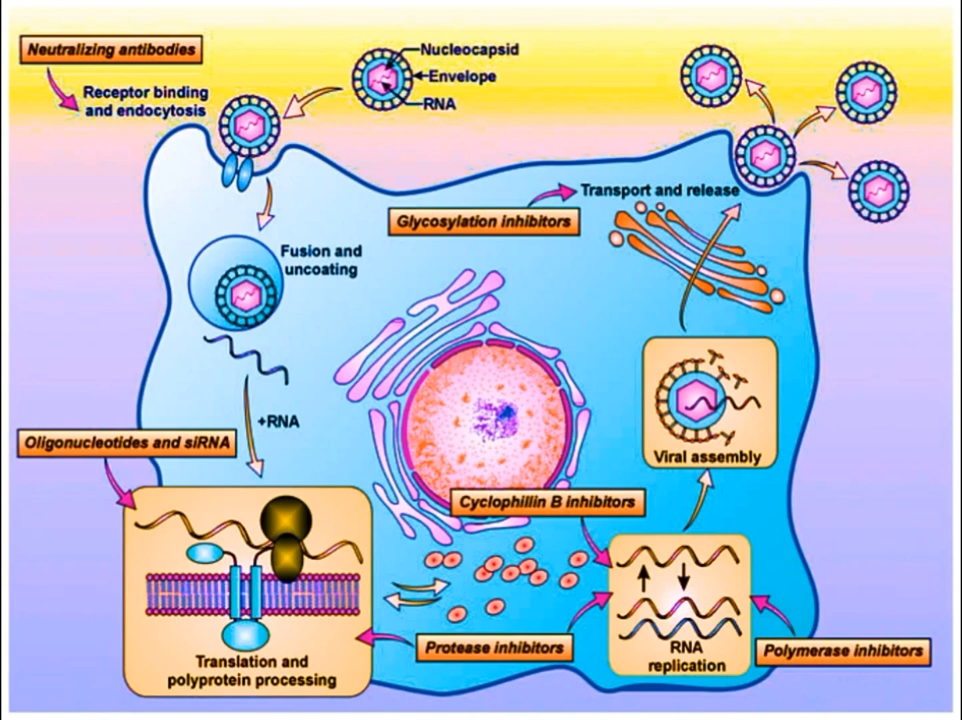 Neutralizing antibodies
Receptor binding
and endocytosis
Nucleocapsid
Envelope
RNA
Transport and release
Glycosylation inhibitors
Fusion and
uncoating
+RNA
Oligonucleotides and siRNA
Viral assembly
Cyclophillin B inhibitors
Translation and
polyprotein processing
Protease inhibitors
RNA
replication
Polymerase inhibitors